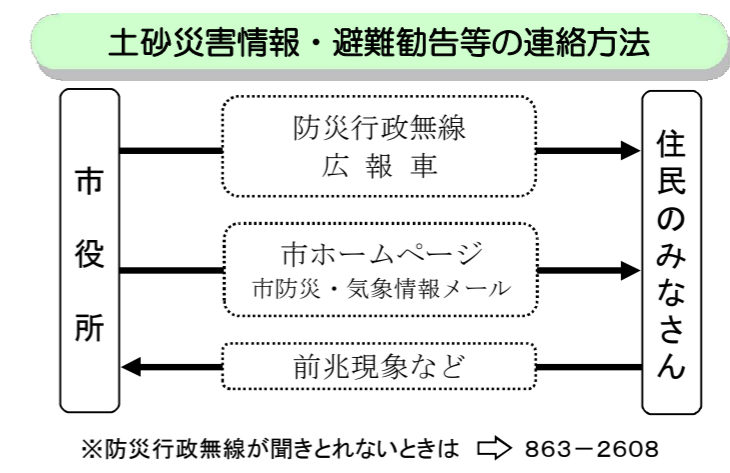 土砂災害情報・避難勧告等の連絡方法
市役所
防災行政無線
広報車
市ホームページ
市防災・気象情報メール
前兆現象など
住民のみなさん
※防災行政無線が聞きとれないときは ⇨ 863－2608